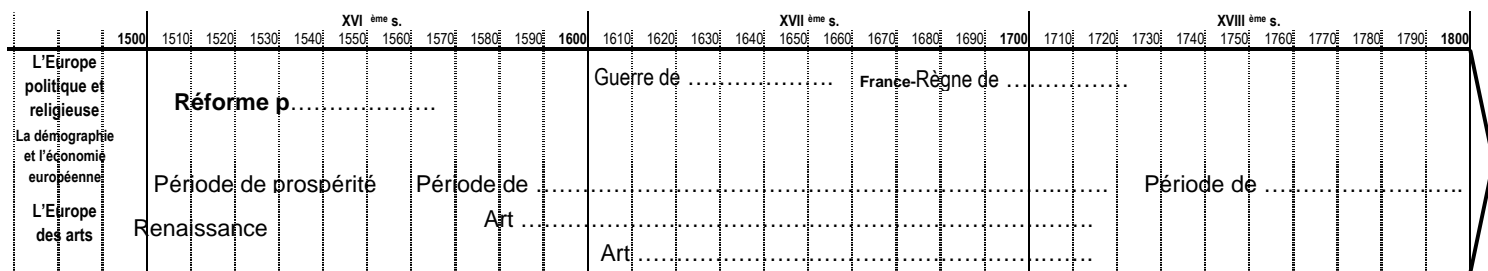 XVI ème s. XVII ème s. XVIII ème s.
1500 1510 1520 1530 1540 1550 1560 1570 1580 1590 1600 1610 1620 1630 1640 1650 1660 1670 1680 1690 1700 1710 1720 1730 1740 1750 1760 1770 1780 1790 1800
L'Europe
politique et
religieuse
Guerre de .................. France-Règne de ................
Réforme p...................
La démographie
et l'économie
européenne
Période de prospérité Période de ........................................................................... Période de ..........................
L'Europe
des arts
Renaissance
Art ...........................................................................
Art ............................................................